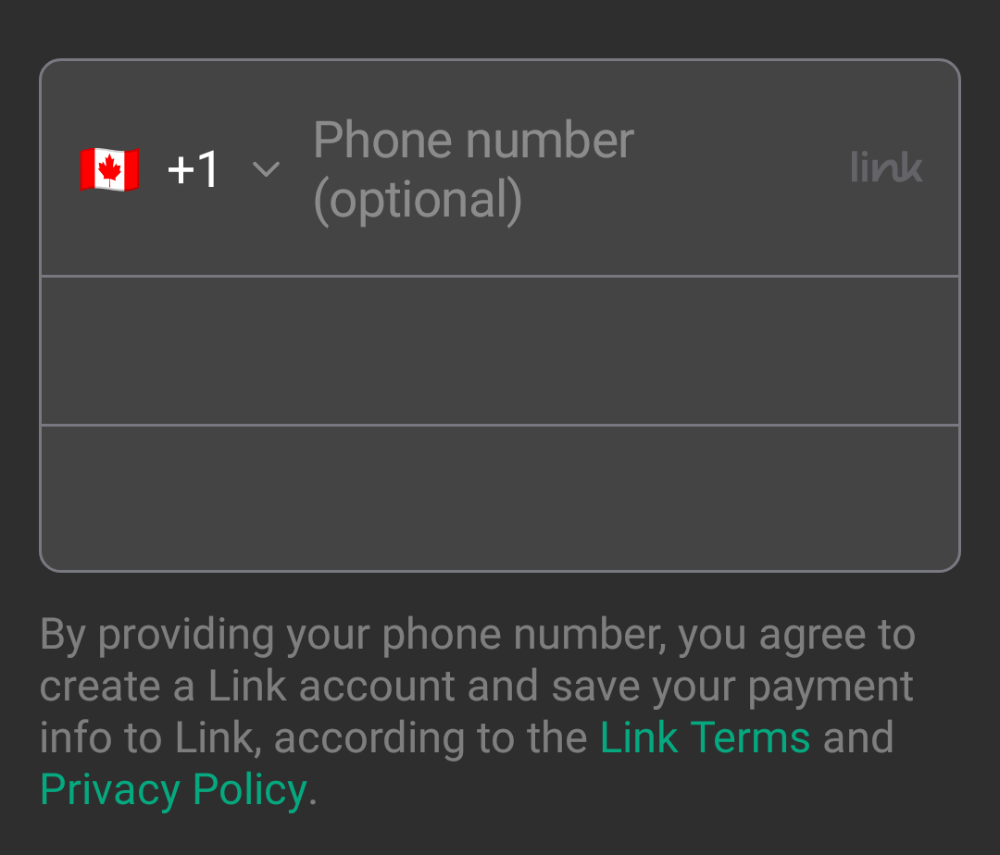 +1
Phone number
(optional)
link
By providing your phone number, you agree to
create a Link account and save your payment
info to Link, according to the Link Terms and
Privacy Policy.